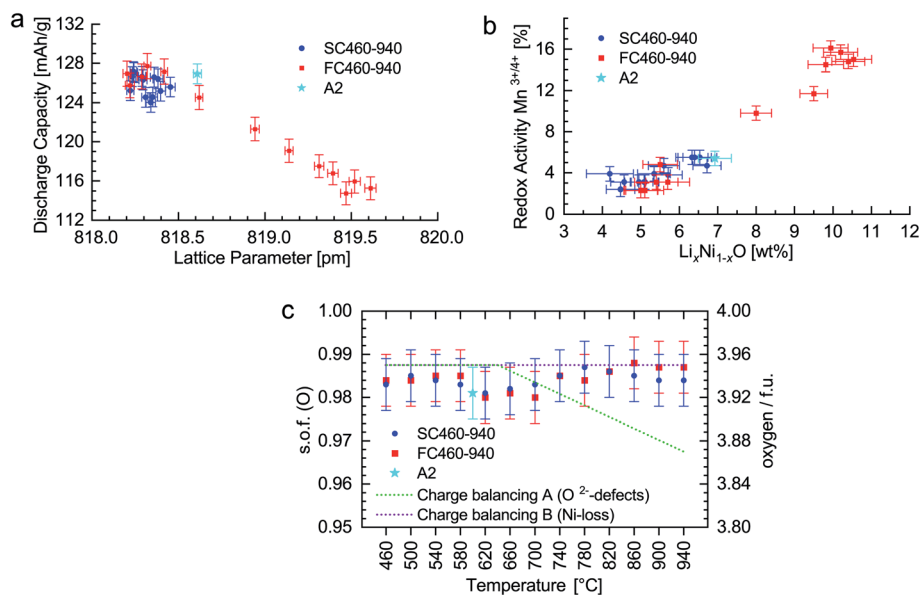 a
Discharge Capacity [mAh/g]
132
128
124
120
116
112
SC460-940
FC460-940
A2
818.0
818.5
819.0
819.5
820.0
Lattice Parameter [pm]
b
Redox Activity Mn 3+/4+ [%]
20
16
12
8
4
0
SC460-940
FC460-940
A2
3 4 5 6 7 8 9 10 11 12
LixNi1-xO [wt%]
c
s.o.f. (O)
1.00
0.99
0.98
0.97
0.96
0.95
4.00
3.96
3.92
3.88
3.84
3.80
oxygen / f.u.
SC460-940
FC460-940
A2
Charge balancing A (O 2--defects)
Charge balancing B (Ni-loss)
460 500 540 580 620 660 700 740 780 820 860 900 940
Temperature [°C]